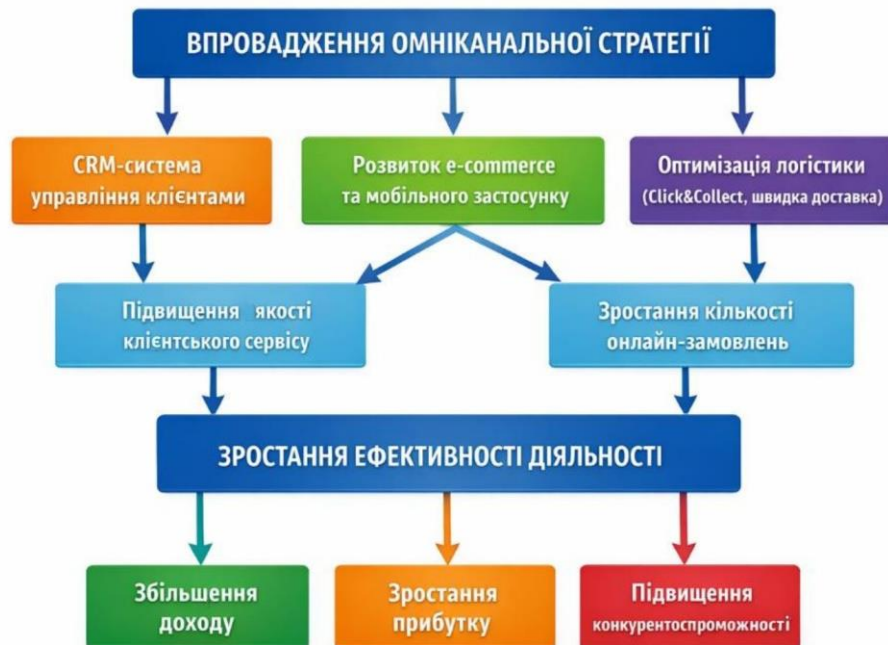 ВПРОВАДЖЕННЯ ОМНІКАНАЛЬНОЇ СТРАТЕГІЇ
CRM-система
управління клієнтами
Розвиток e-commerce
та мобільного застосунку
Оптимізація логістики
(Click&Collect, швидка доставка)
Підвищення якості
клієнтського сервісу
Зростання кількості
онлайн-замовлень
ЗРОСТАННЯ ЕФЕКТИВНОСТІ ДІЯЛЬНОСТІ
Збільшення
доходу
Зростання
прибутку
Підвищення
конкурентоспроможності